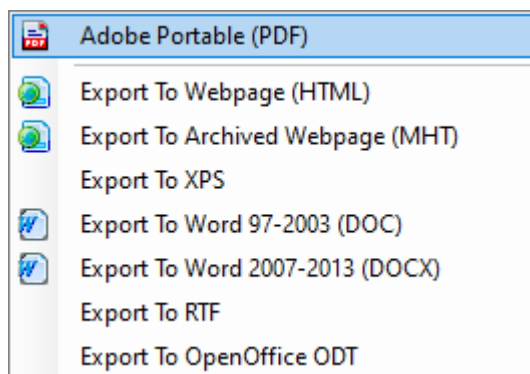 Adobe Portable (PDF)
Export To Webpage (HTML)
Export To Archived Webpage (MHT)
Export To XPS
Export To Word 97-2003 (DOC)
Export To Word 2007-2013 (DOCX)
Export To RTF
Export To OpenOffice ODT